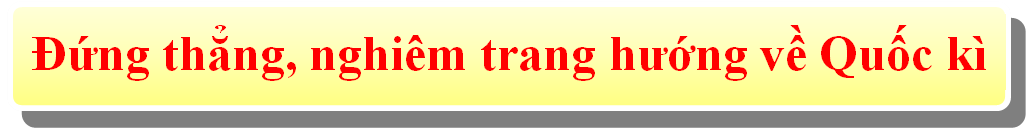 Đứng thẳng, nghiêm trang hướng về Quốc kì